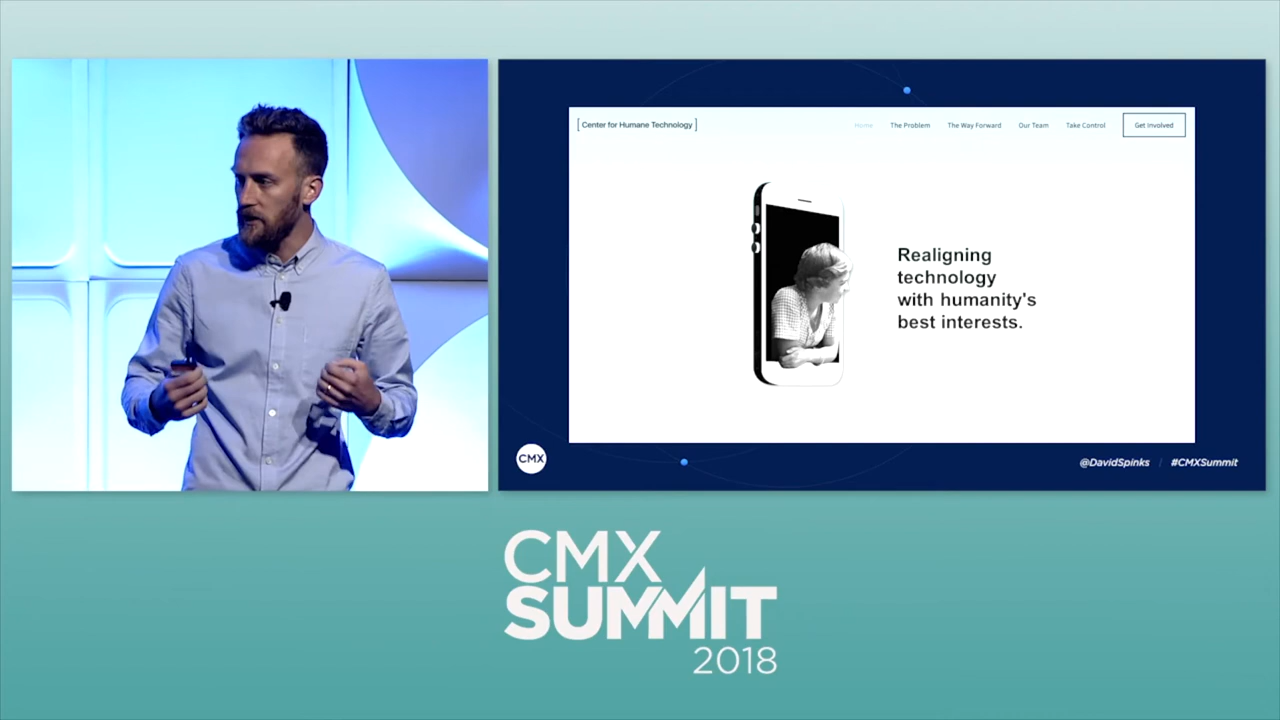 [Center for Humane Technology]
Home The Problem The Way Forward Our Team Take Control Get Involved
Realigning
technology
with humanity's
best interests.
CMX
@DavidSpinks | #CMXSummit
CMX
SUMMIT
2018